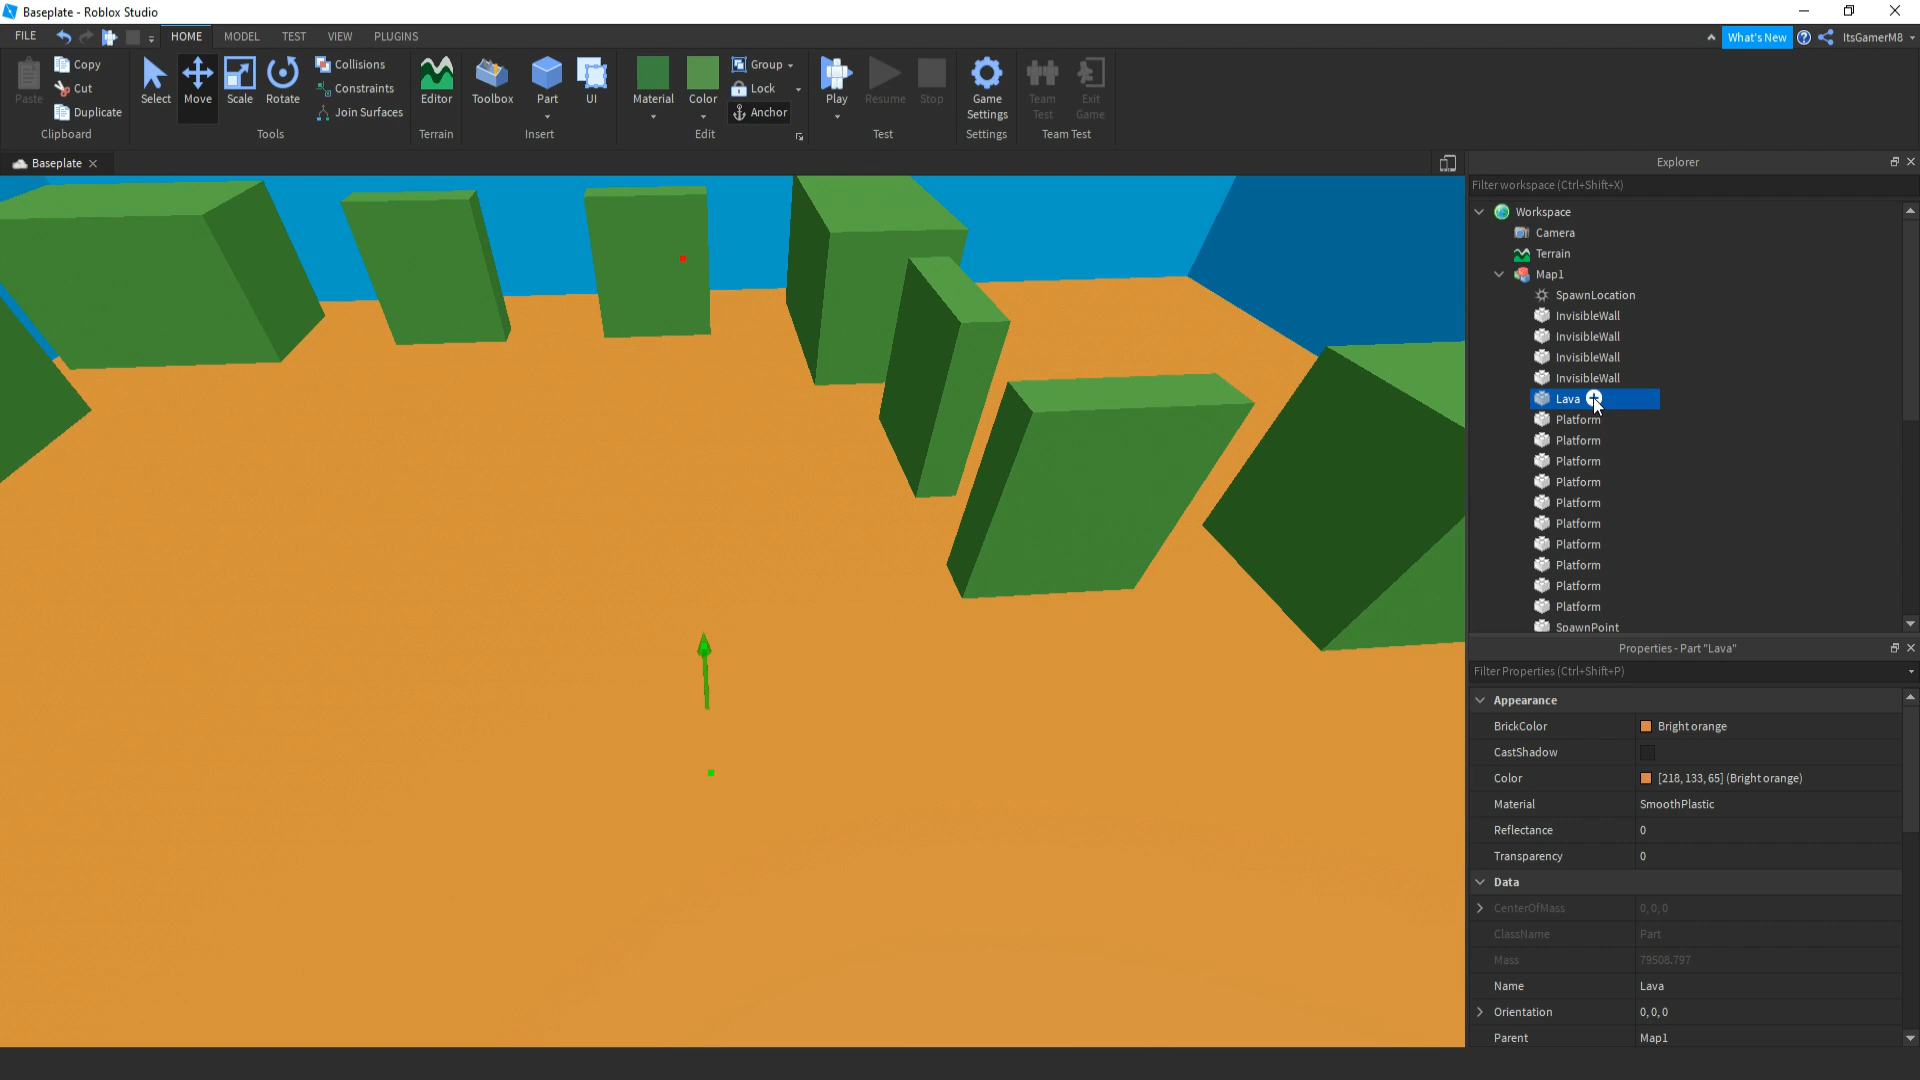 Baseplate - Roblox Studio
FILE
HOME
MODEL
TEST
VIEW
PLUGINS
What's New
ItsGamerM8
Paste
Copy
Cut
Duplicate
Clipboard
Select
Move
Scale
Rotate
Collisions
Constraints
Join Surfaces
Tools
Editor
Terrain
Toolbox
Part
UI
Insert
Material
Color
Group
Lock
Anchor
Edit
Play
Resume
Stop
Test
Game
Settings
Settings
Team
Test
Exit
Game
Team Test
Baseplate
Explorer
Filter workspace (Ctrl+Shift+X)
Workspace
Camera
Terrain
Map1
SpawnLocation
InvisibleWall
InvisibleWall
InvisibleWall
InvisibleWall
Lava
Platform
Platform
Platform
Platform
Platform
Platform
Platform
Platform
Platform
Platform
SpawnPoint
Properties - Part "Lava"
Filter Properties (Ctrl+Shift+P)
Appearance
BrickColor Bright orange
CastShadow
Color [218, 133, 65] (Bright orange)
Material SmoothPlastic
Reflectance 0
Transparency 0
Data
CenterOfMass 0, 0, 0
ClassName Part
Mass 79508.797
Name Lava
Orientation 0, 0, 0
Parent Map1